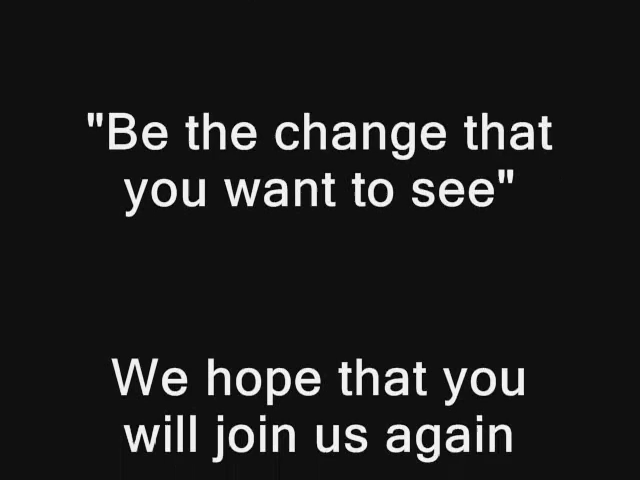 "Be the change that
you want to see"
We hope that you
will join us again